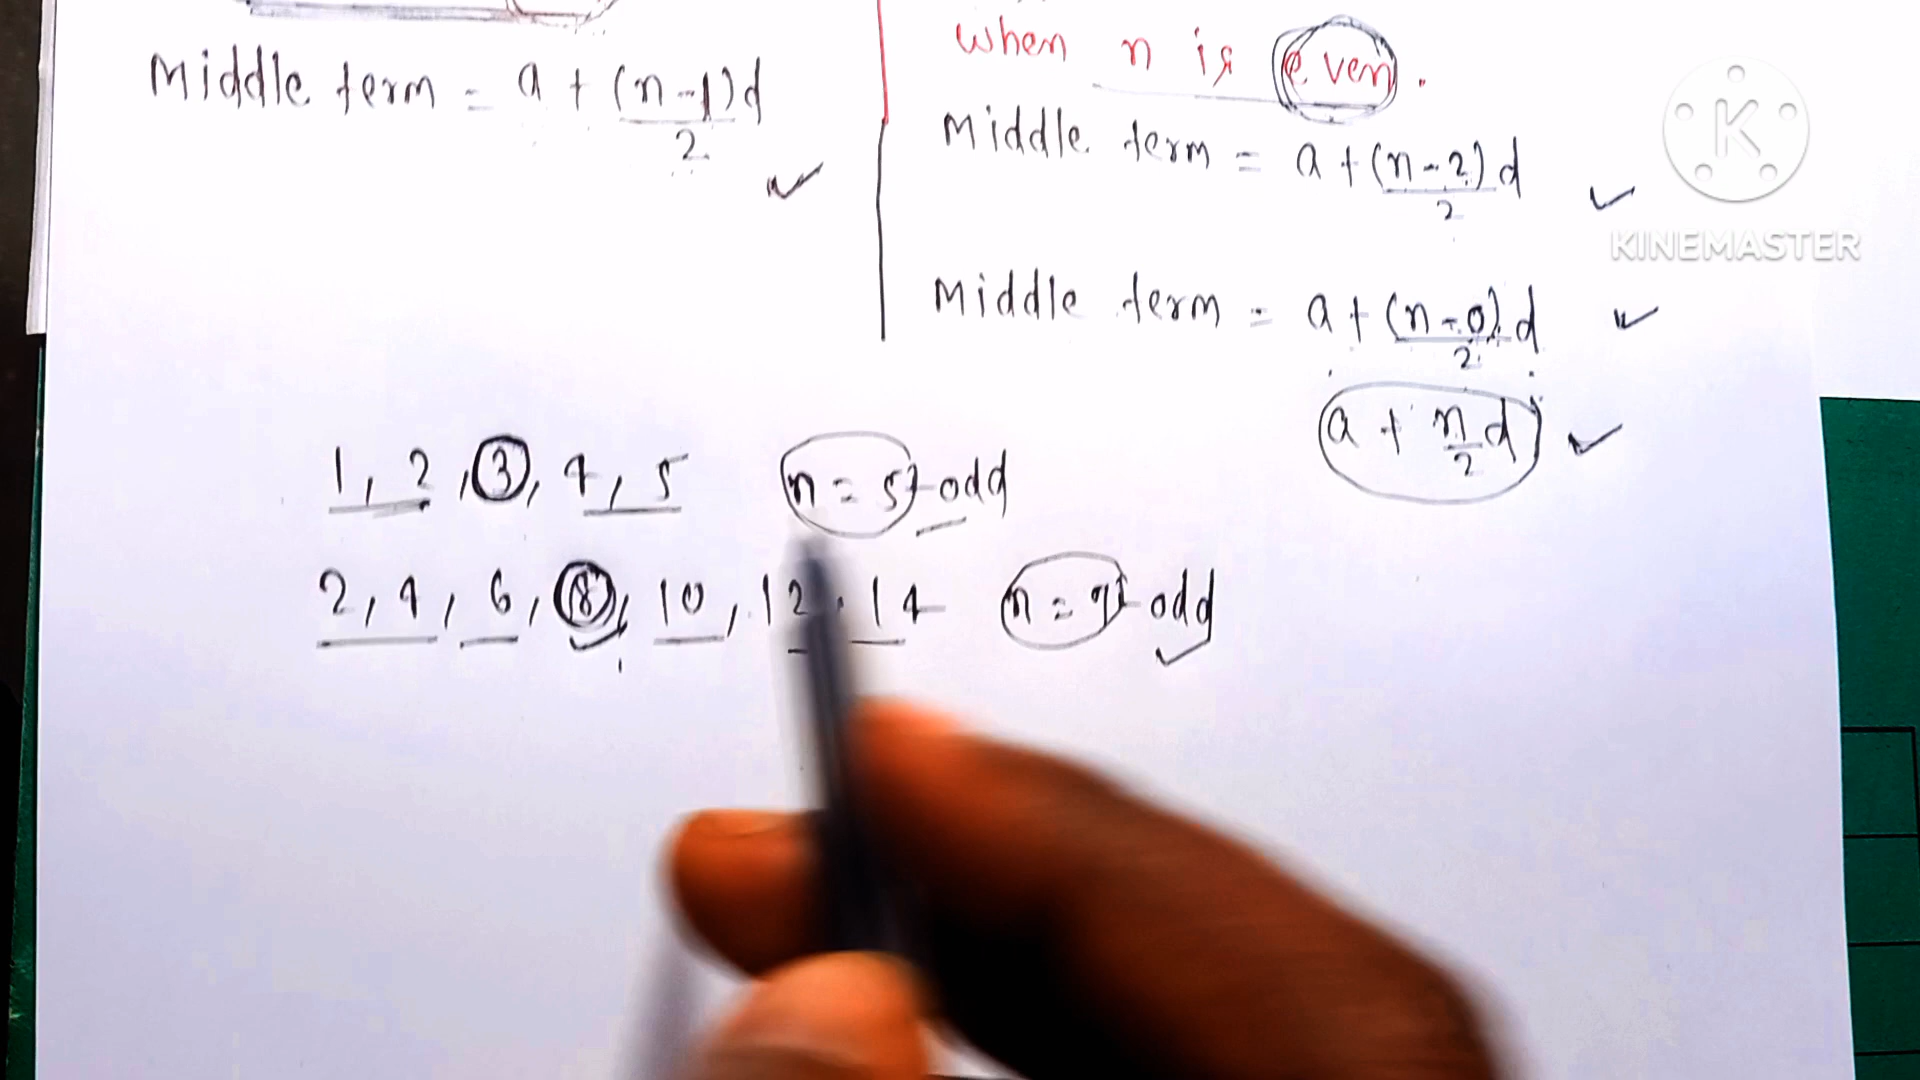 Middle term = a + (n-1)d/2
When n is even.
Middle term = a + (n-2)d/2
Middle term = a + (n-0)d/2
a + n/2 d
1, 2, 3, 4, 5 n = 5 odd
2, 4, 6, 8, 10, 12, 14 n = 7 odd
K
KINEMASTER